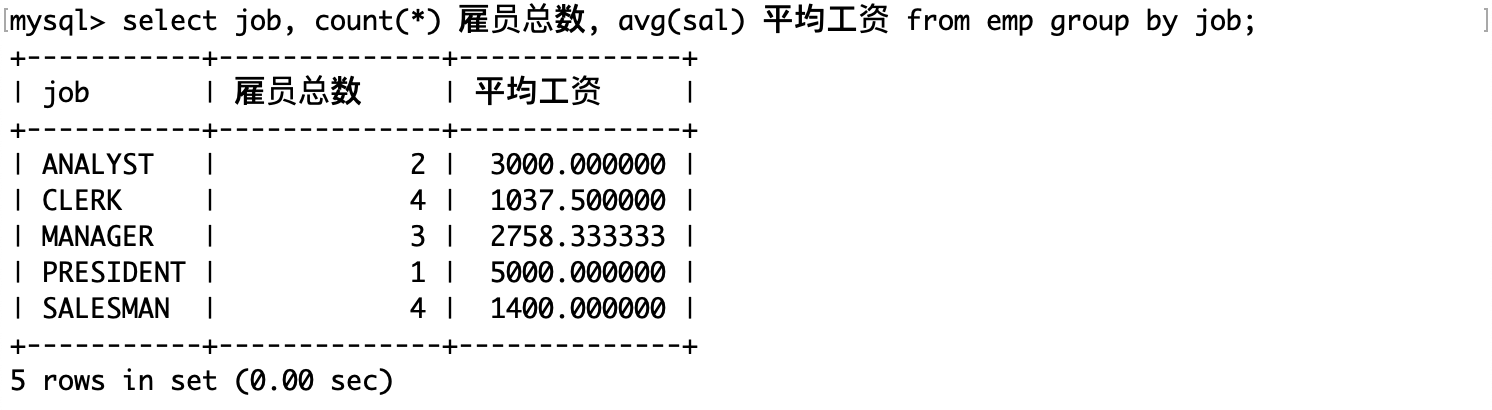 [mysql> select job, count(*) 雇员总数, avg(sal) 平均工资 from emp group by job; ]
+-----------+--------------+--------------+
| job       | 雇员总数     | 平均工资     |
+-----------+--------------+--------------+
| ANALYST   |            2 |  3000.000000 |
| CLERK     |            4 |  1037.500000 |
| MANAGER   |            3 |  2758.333333 |
| PRESIDENT |            1 |  5000.000000 |
| SALESMAN  |            4 |  1400.000000 |
+-----------+--------------+--------------+
5 rows in set (0.00 sec)